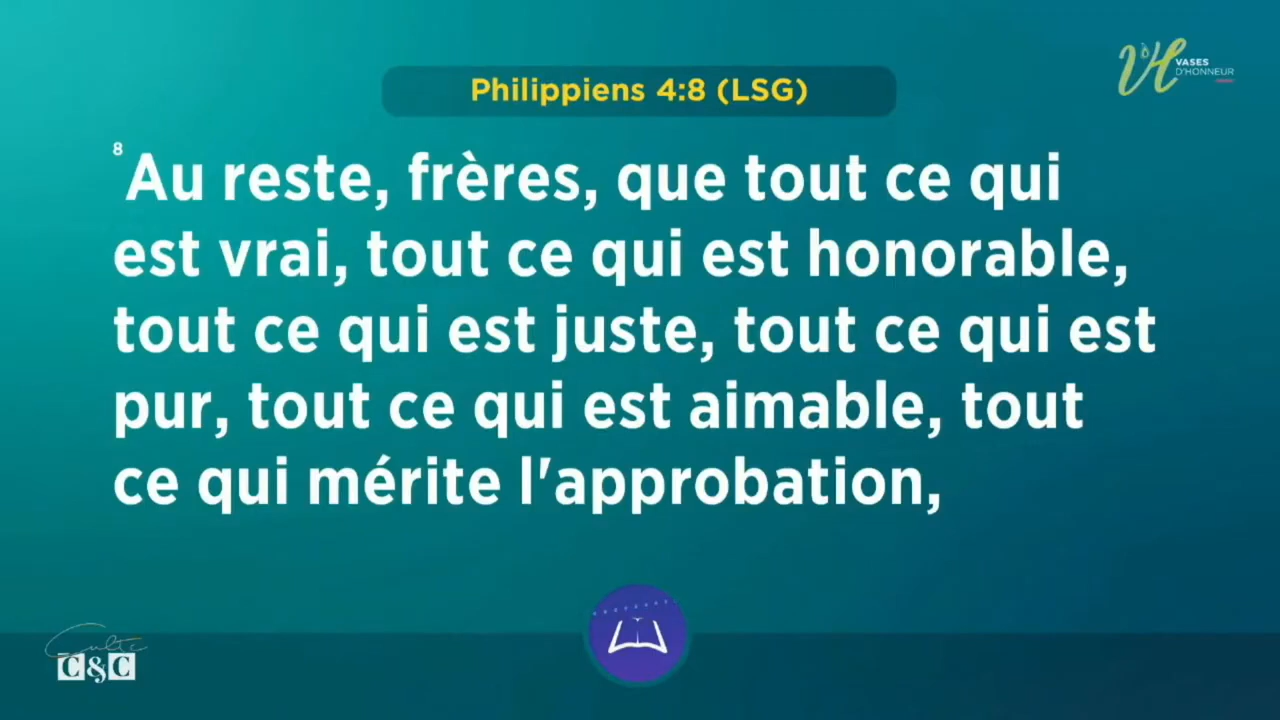 VASES
D'HONNEUR
Philippiens 4:8 (LSG)
8 Au reste, frères, que tout ce qui
est vrai, tout ce qui est honorable,
tout ce qui est juste, tout ce qui est
pur, tout ce qui est aimable, tout
ce qui mérite l'approbation,
Culte
C&C